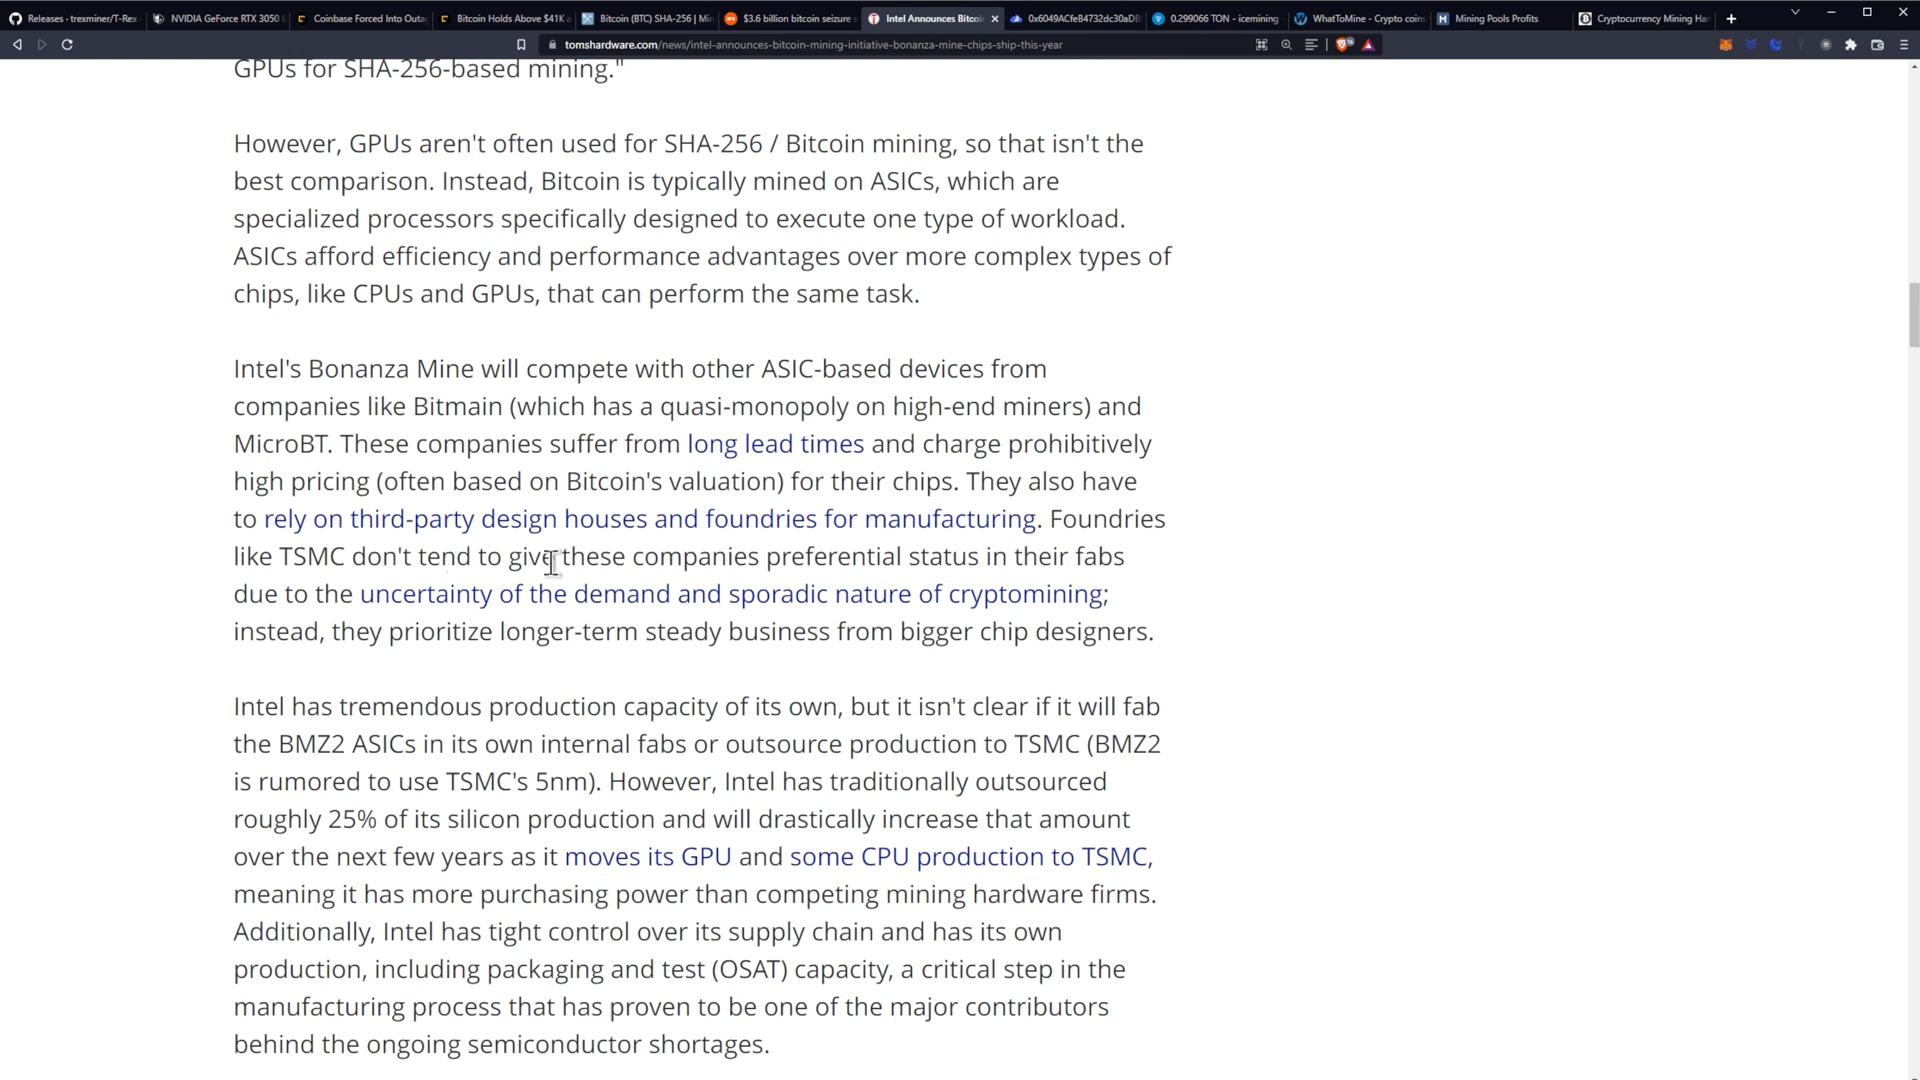 Releases · trexminer/T-Rex
NVIDIA GeForce RTX 3050 
Coinbase Forced Into Outa
Bitcoin Holds Above $41K a
Bitcoin (BTC) SHA-256 | Min
$3.6 billion bitcoin seizure s
Intel Announces Bitcoi
0x6049ACfeB4732dc30aDB
0.299066 TON - icemining
WhatToMine - Crypto coins
Mining Pools Profits
Cryptocurrency Mining Har
tomshardware.com/news/intel-announces-bitcoin-mining-initiative-bonanza-mine-chips-ship-this-year
GPUs for SHA-256-based mining."
However, GPUs aren't often used for SHA-256 / Bitcoin mining, so that isn't the
best comparison. Instead, Bitcoin is typically mined on ASICs, which are
specialized processors specifically designed to execute one type of workload.
ASICs afford efficiency and performance advantages over more complex types of
chips, like CPUs and GPUs, that can perform the same task.
Intel's Bonanza Mine will compete with other ASIC-based devices from
companies like Bitmain (which has a quasi-monopoly on high-end miners) and
MicroBT. These companies suffer from long lead times and charge prohibitively
high pricing (often based on Bitcoin's valuation) for their chips. They also have
to rely on third-party design houses and foundries for manufacturing. Foundries
like TSMC don't tend to give these companies preferential status in their fabs
due to the uncertainty of the demand and sporadic nature of cryptomining;
instead, they prioritize longer-term steady business from bigger chip designers.
Intel has tremendous production capacity of its own, but it isn't clear if it will fab
the BMZ2 ASICs in its own internal fabs or outsource production to TSMC (BMZ2
is rumored to use TSMC's 5nm). However, Intel has traditionally outsourced
roughly 25% of its silicon production and will drastically increase that amount
over the next few years as it moves its GPU and some CPU production to TSMC,
meaning it has more purchasing power than competing mining hardware firms.
Additionally, Intel has tight control over its supply chain and has its own
production, including packaging and test (OSAT) capacity, a critical step in the
manufacturing process that has proven to be one of the major contributors
behind the ongoing semiconductor shortages.